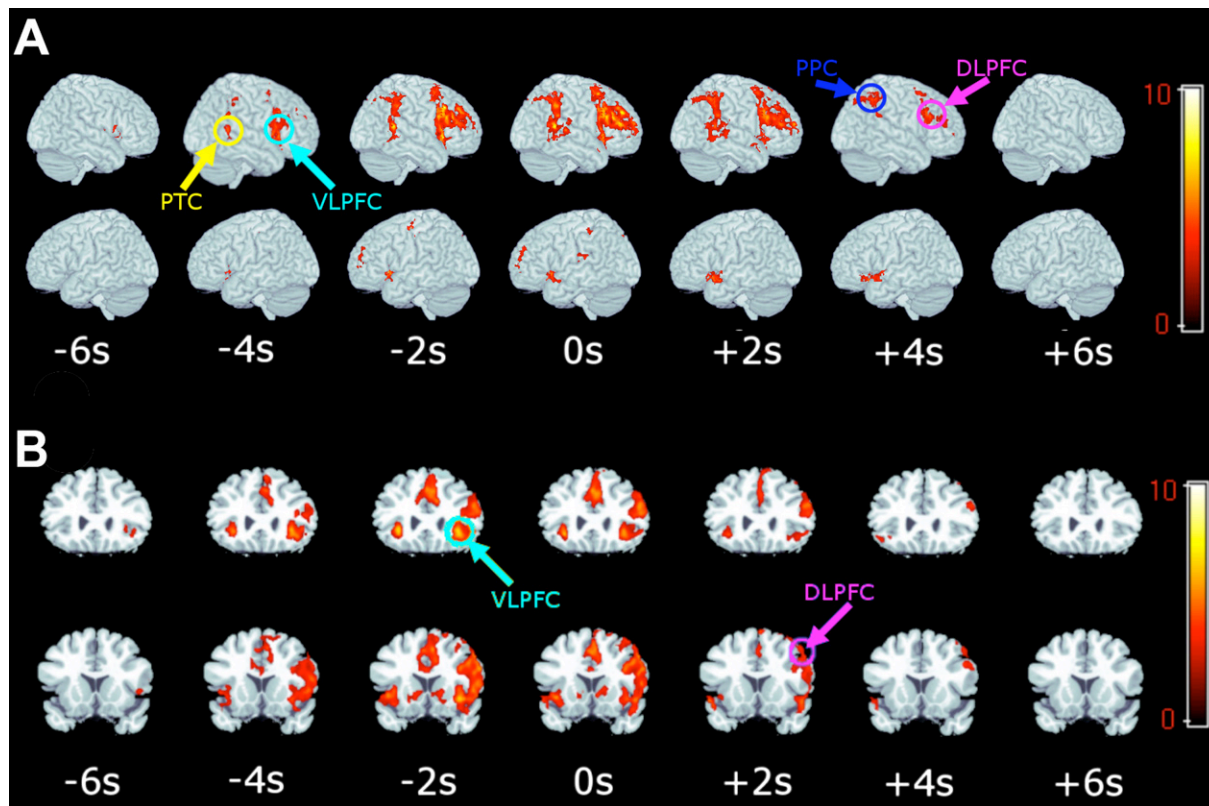 A
PPC
DLPFC
10
PTC
VLPFC
0
-6s
-4s
-2s
0s
+2s
+4s
+6s
B
10
VLPFC
DLPFC
0
-6s
-4s
-2s
0s
+2s
+4s
+6s